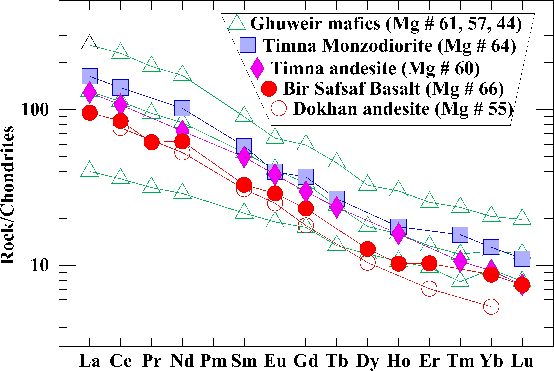 Ghuweir mafics (Mg # 61, 57, 44)
Timna Monzodiorite (Mg # 64)
Timna andesite (Mg # 60)
Bir Safsaf Basalt (Mg # 66)
Dokhan andesite (Mg # 55)
100
10
Rock/Chondrites
La Ce Pr Nd Pm Sm Eu Gd Tb Dy Ho Er Tm Yb Lu